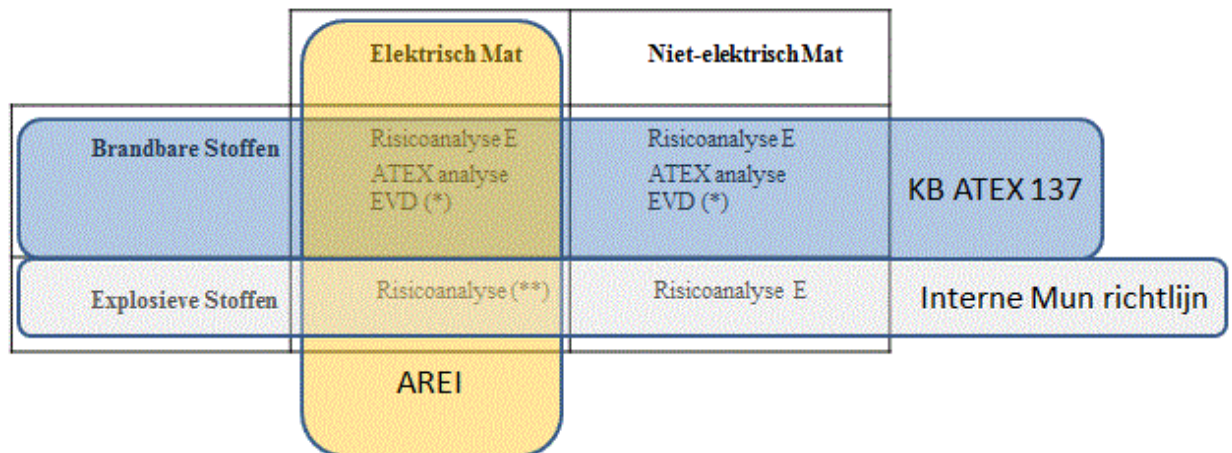 Elektrisch Mat
Niet-elektrisch Mat
Brandbare Stoffen
Risicoanalyse E
ATEX analyse
EVD (*)
Risicoanalyse E
ATEX analyse
EVD (*)
KB ATEX 137
Explosieve Stoffen
Risicoanalyse (**)
Risicoanalyse E
Interne Mun richtlijn
AREI